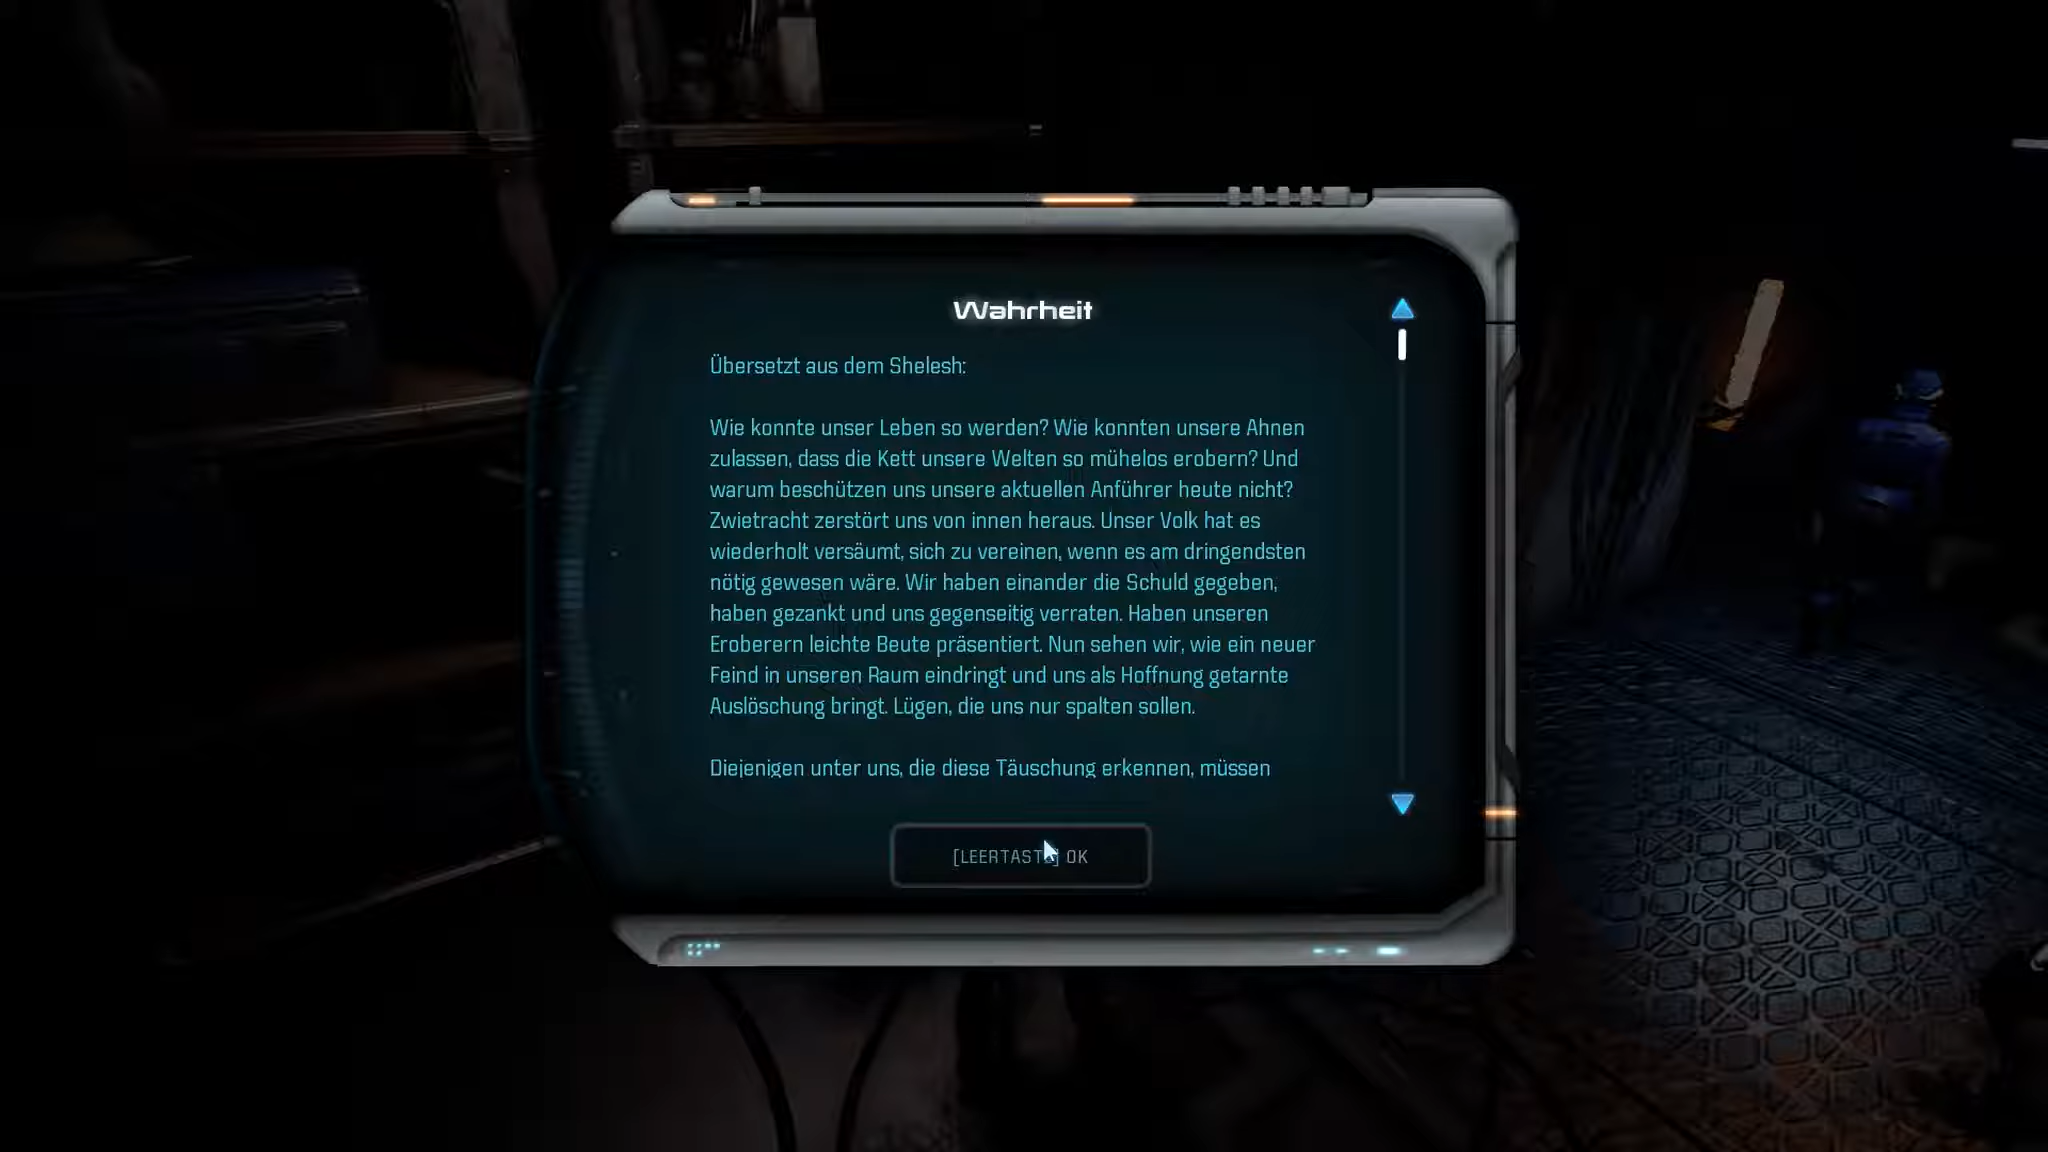 Wahrheit
Übersetzt aus dem Shelesh:
Wie konnte unser Leben so werden? Wie konnten unsere Ahnen
zulassen, dass die Kett unsere Welten so mühelos erobern? Und
warum beschützen uns unsere aktuellen Anführer heute nicht?
Zwietracht zerstört uns von innen heraus. Unser Volk hat es
wiederholt versäumt, sich zu vereinen, wenn es am dringendsten
nötig gewesen wäre. Wir haben einander die Schuld gegeben,
haben gezankt und uns gegenseitig verraten. Haben unseren
Eroberern leichte Beute präsentiert. Nun sehen wir, wie ein neuer
Feind in unseren Raum eindringt und uns als Hoffnung getarnte
Auslöschung bringt. Lügen, die uns nur spalten sollen.
Diejenigen unter uns, die diese Täuschung erkennen, müssen
[LEERTASTE] OK